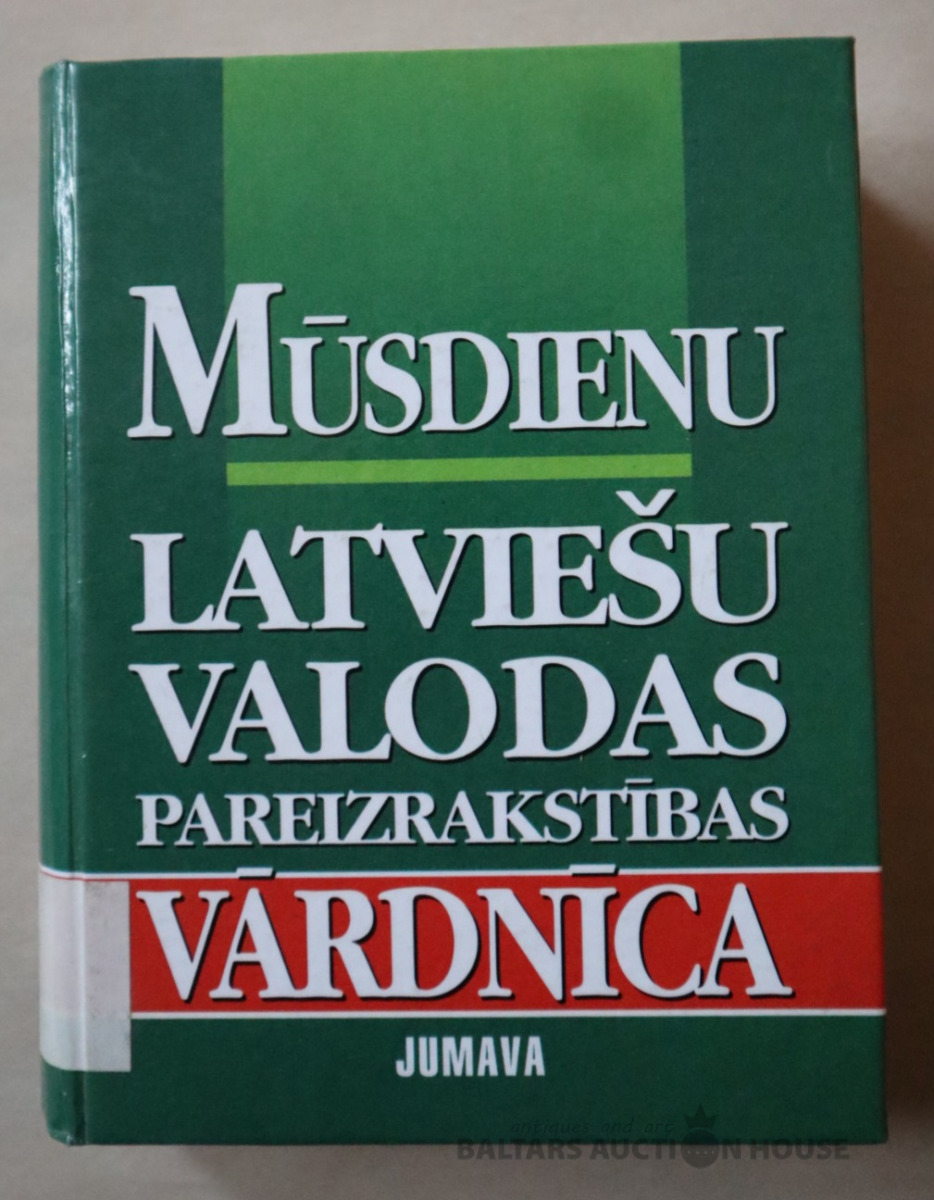 MŪSDIENU
LATVIEŠU
VALODAS
PAREIZRAKSTĪBAS
VĀRDNĪCA
JUMAVA
antiques and art
BALTARS AUCTION HOUSE